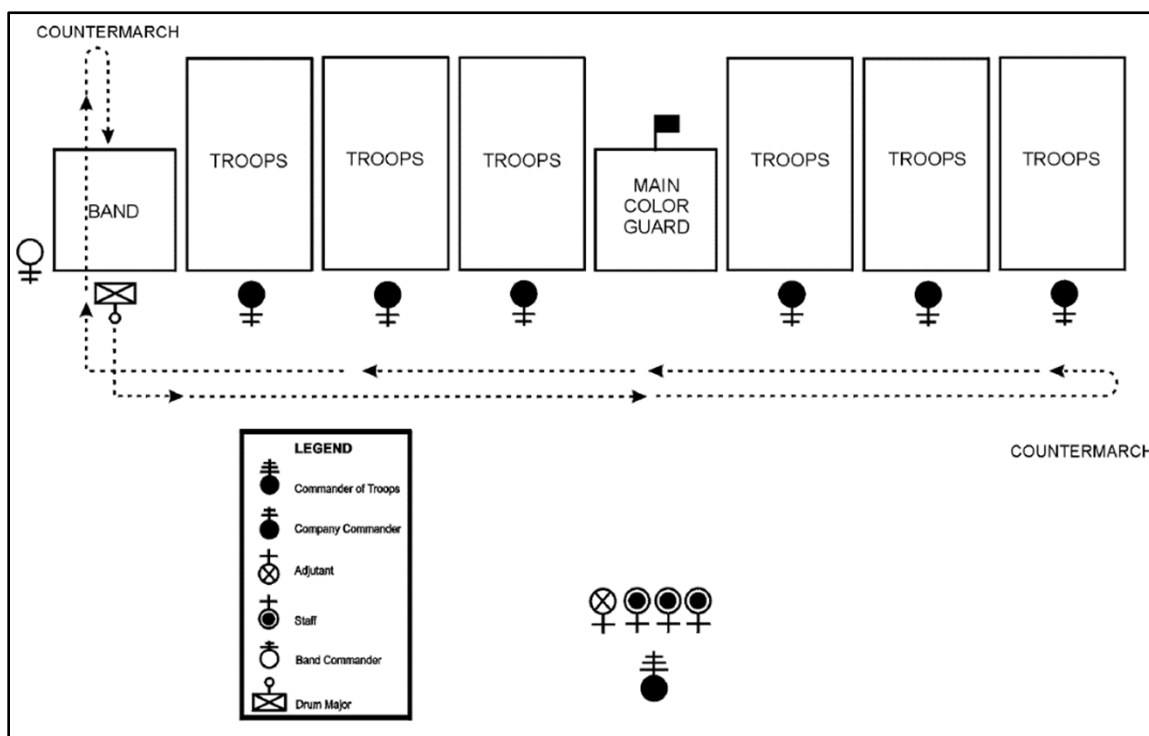 COUNTERMARCH
BAND
TROOPS
TROOPS
TROOPS
MAIN
COLOR
GUARD
TROOPS
TROOPS
TROOPS
COUNTERMARCH
LEGEND
Commander of Troops
Company Commander
Adjutant
Staff
Band Commander
Drum Major